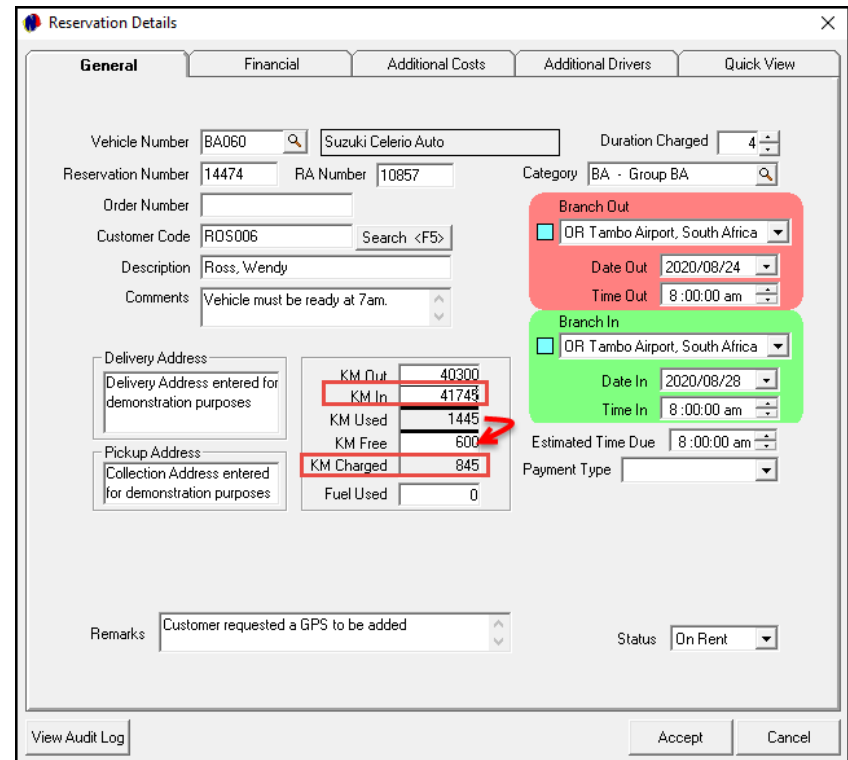 Reservation Details
General
Financial
Additional Costs
Additional Drivers
Quick View
Vehicle Number BA060 Suzuki Celerio Auto
Duration Charged 4
Reservation Number 14474 RA Number 10857
Category BA - Group BA
Order Number
Customer Code ROS006 Search <F5>
Description Ross, Wendy
Comments Vehicle must be ready at 7am.
Branch Out
OR Tambo Airport, South Africa
Date Out 2020/08/24
Time Out 8:00:00 am
Branch In
OR Tambo Airport, South Africa
Date In 2020/08/28
Time In 8:00:00 am
Estimated Time Due 8:00:00 am
Payment Type
Delivery Address
Delivery Address entered for
demonstration purposes
Pickup Address
Collection Address entered
for demonstration purposes
KM Out 40300
KM In 41745
KM Used 1445
KM Free 600
KM Charged 845
Fuel Used 0
Remarks Customer requested a GPS to be added
Status On Rent
View Audit Log
Accept
Cancel